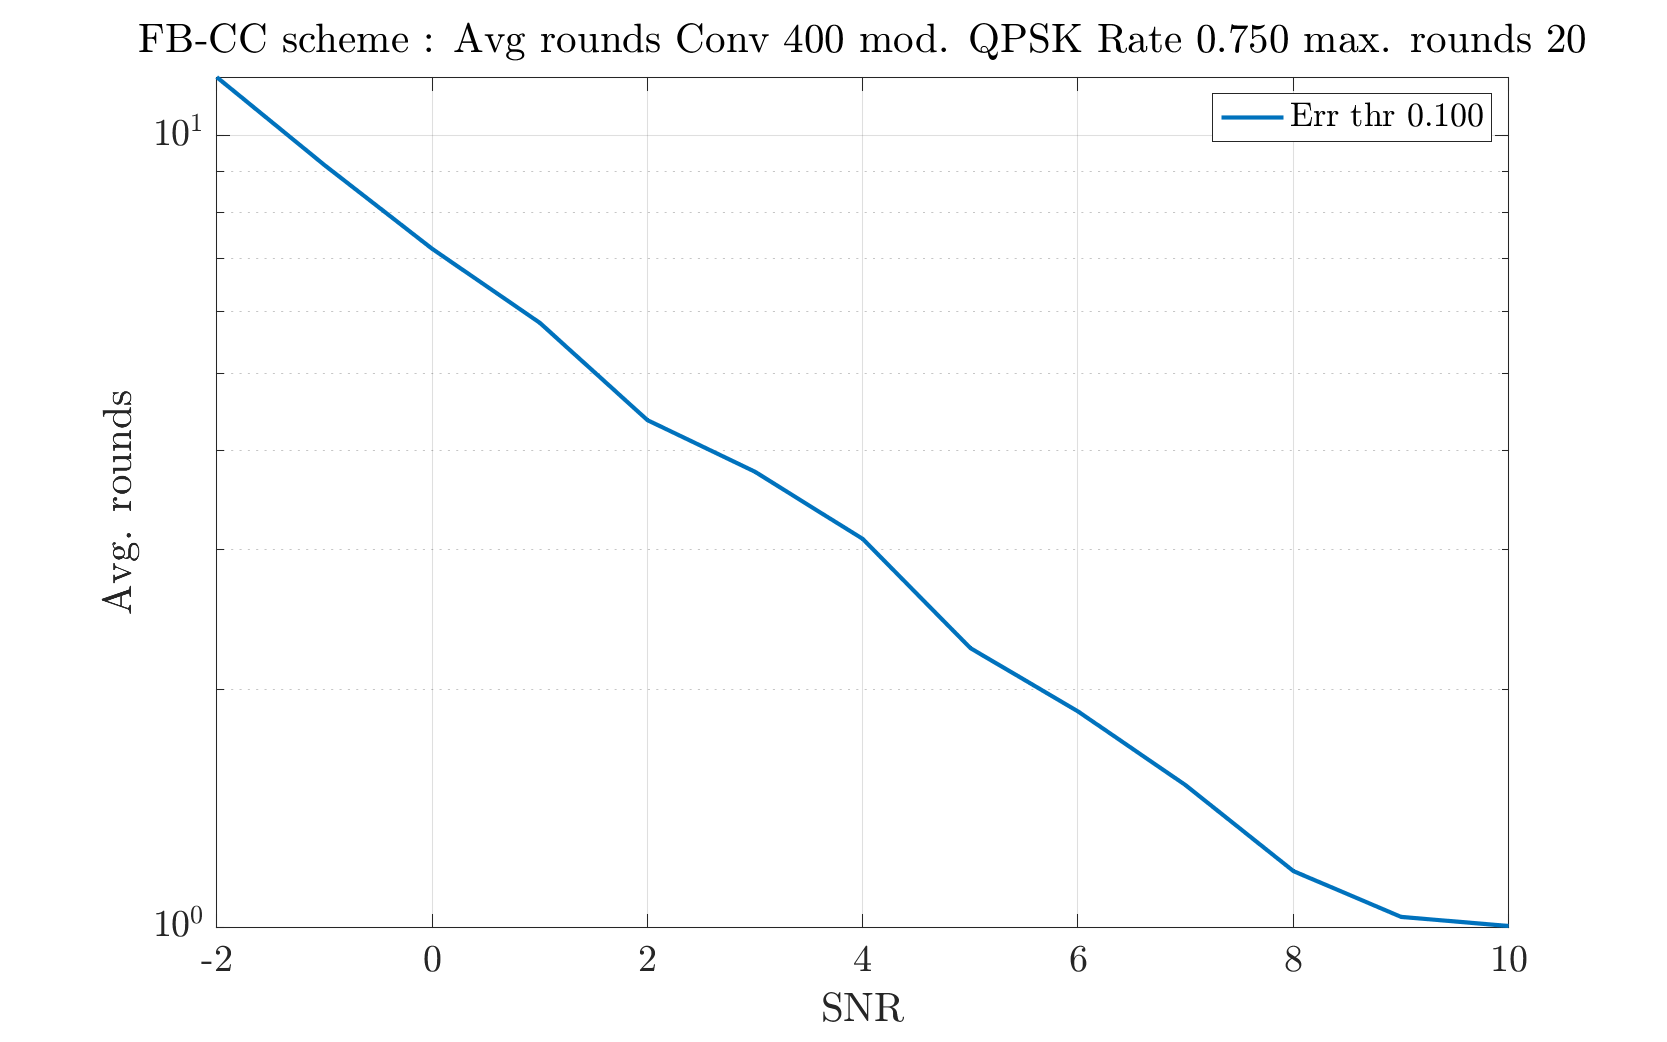 FB-CC scheme : Avg rounds Conv 400 mod. QPSK Rate 0.750 max. rounds 20
Err thr 0.100
10¹
10⁰
Avg. rounds
-2 0 2 4 6 8 10
SNR